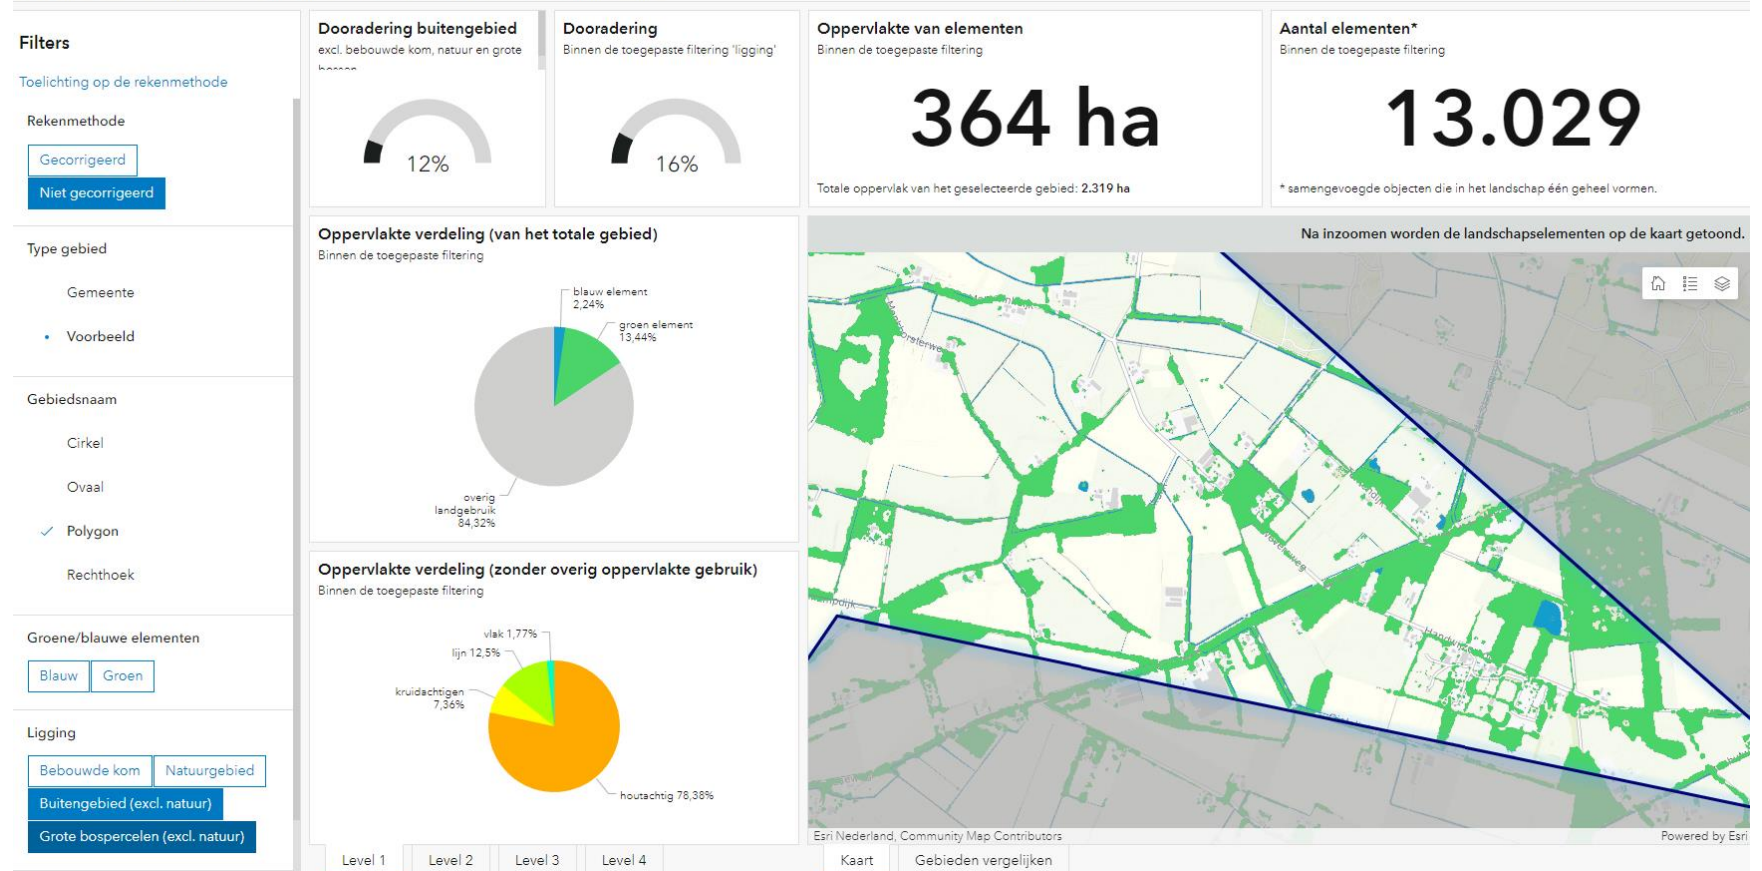 Filters
Toelichting op de rekenmethode
Rekenmethode
Gecorrigeerd
Niet gecorrigeerd
Type gebied
Gemeente
Voorbeeld
Gebiedsnaam
Cirkel
Ovaal
Polygon
Rechthoek
Groene/blauwe elementen
Blauw
Groen
Ligging
Bebouwde kom
Natuurgebied
Buitengebied (excl. natuur)
Grote bospercelen (excl. natuur)
Dooradering buitengebied
excl. bebouwde kom, natuur en grote
12%
Dooradering
Binnen de toegepaste filtering 'ligging'
16%
Oppervlakte van elementen
Binnen de toegepaste filtering
364 ha
Totale oppervlak van het geselecteerde gebied: 2.319 ha
Aantal elementen*
Binnen de toegepaste filtering
13.029
* samengevoegde objecten die in het landschap één geheel vormen.
Oppervlakte verdeling (van het totale gebied)
Binnen de toegepaste filtering
blauw element
2,24%
groen element
13,44%
overig
landgebruik
84,32%
Oppervlakte verdeling (zonder overig oppervlakte gebruik)
Binnen de toegepaste filtering
vlak 1,77%
lijn 12,5%
kruidachtigen
7,36%
houtachtig 78,38%
Level 1
Level 2
Level 3
Level 4
Na inzoomen worden de landschapselementen op de kaart getoond.
Esri Nederland, Community Map Contributors
Powered by Esri
Kaart
Gebieden vergelijken